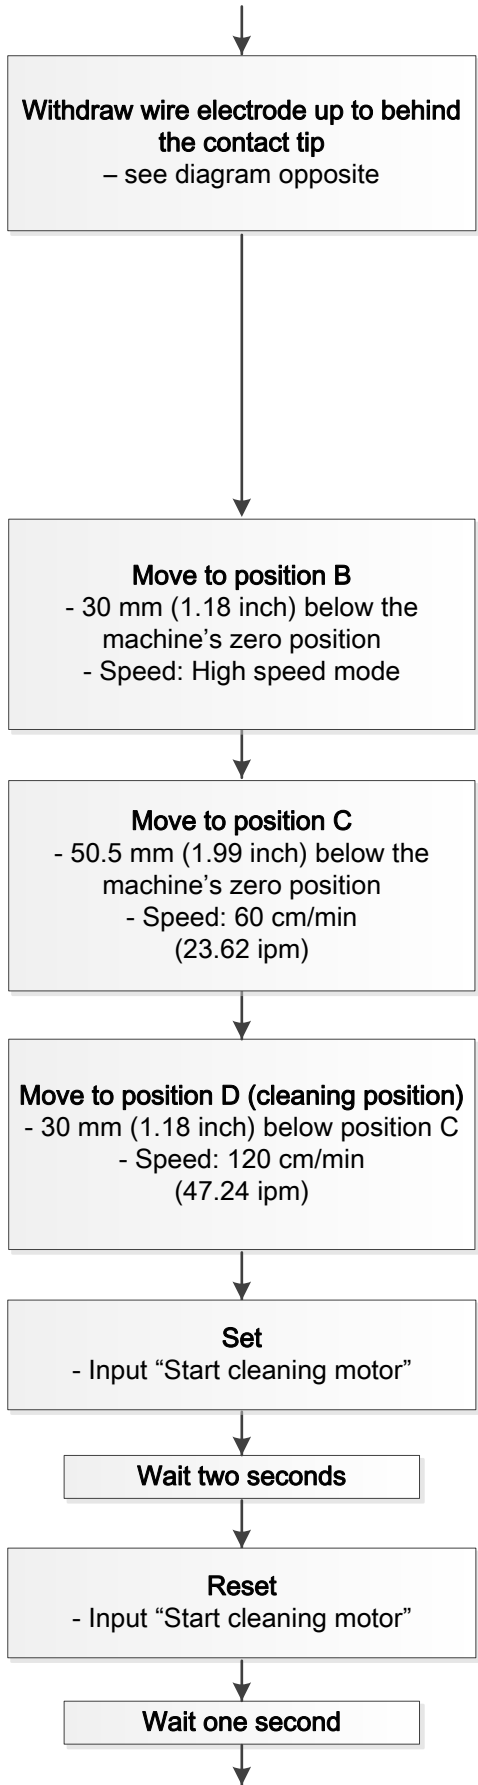 Withdraw wire electrode up to behind
the contact tip
– see diagram opposite
Move to position B
- 30 mm (1.18 inch) below the
machine’s zero position
- Speed: High speed mode
Move to position C
- 50.5 mm (1.99 inch) below the
machine’s zero position
- Speed: 60 cm/min
(23.62 ipm)
Move to position D (cleaning position)
- 30 mm (1.18 inch) below position C
- Speed: 120 cm/min
(47.24 ipm)
Set
- Input “Start cleaning motor”
Wait two seconds
Reset
- Input “Start cleaning motor”
Wait one second